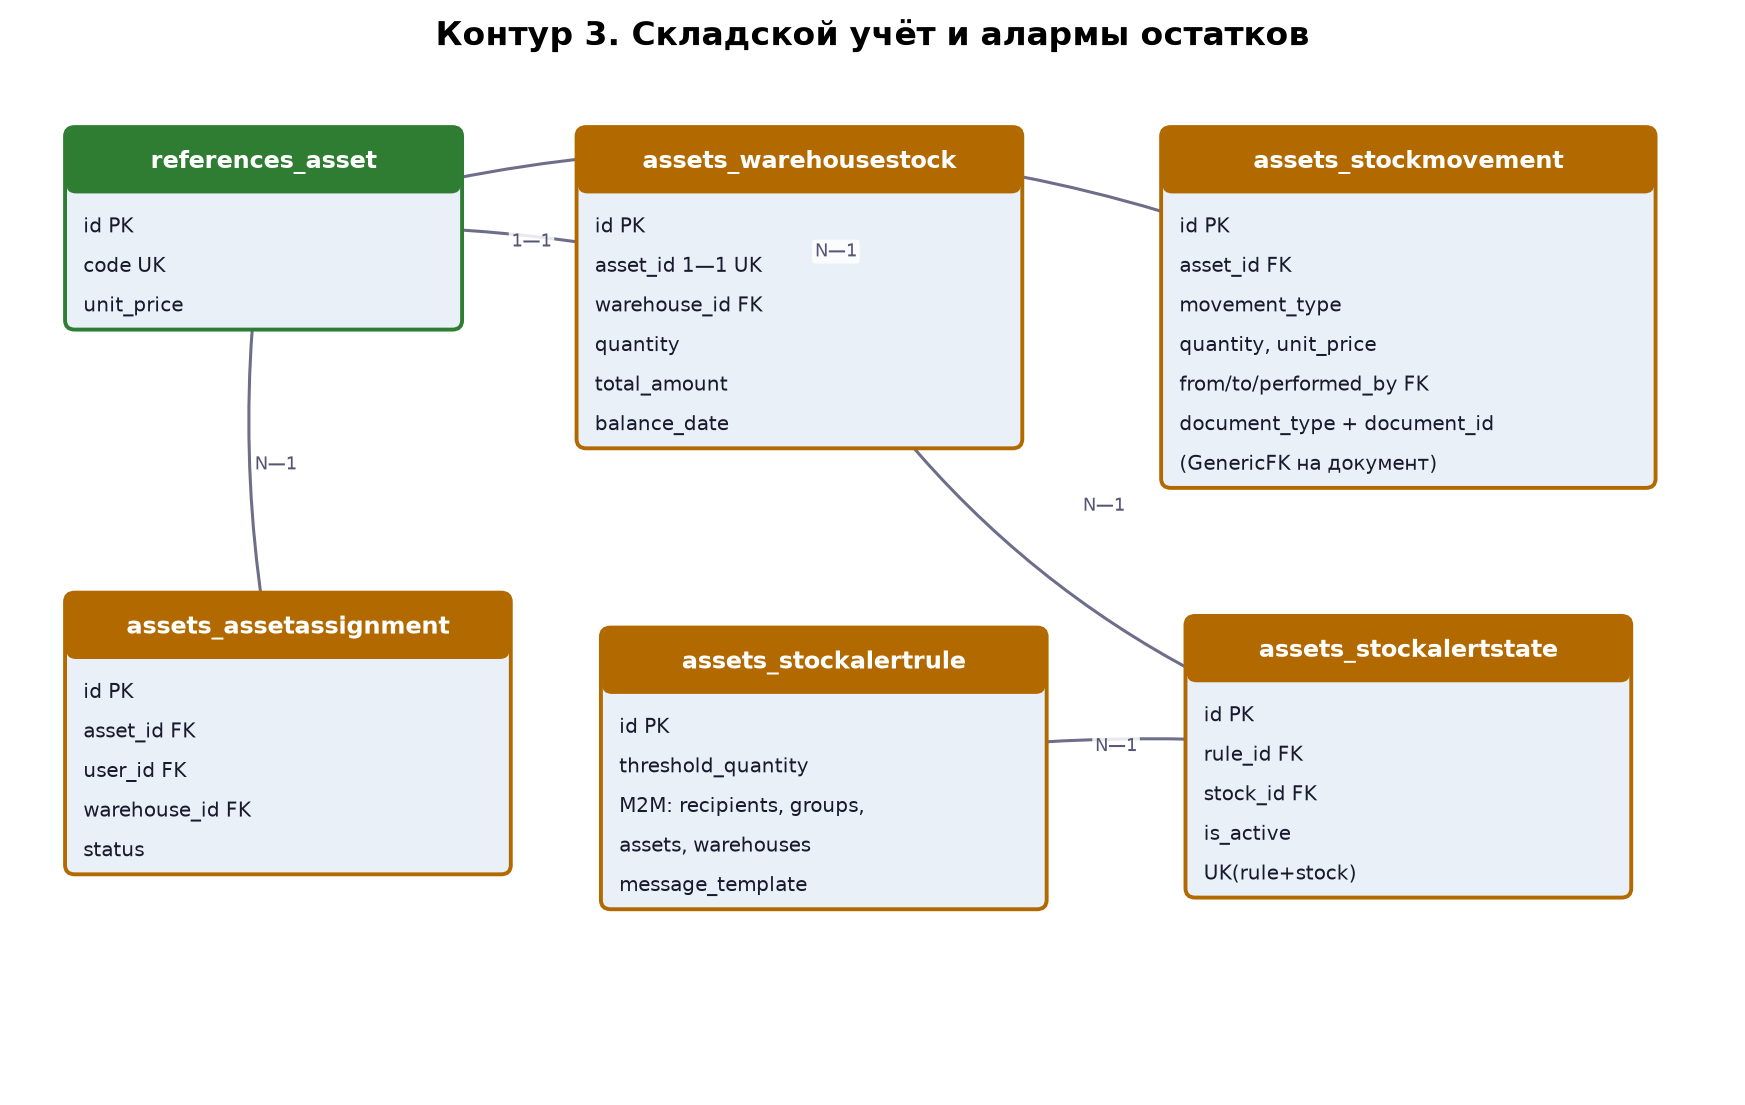 Контур 3. Складской учёт и алармы остатков
references_asset
id PK
code UK
unit_price
1—1
assets_warehousestock
id PK
asset_id 1—1 UK
warehouse_id FK
quantity
total_amount
balance_date
N—1
assets_stockmovement
id PK
asset_id FK
movement_type
quantity, unit_price
from/to/performed_by FK
document_type + document_id
(GenericFK на документ)
N—1
N—1
assets_assetassignment
id PK
asset_id FK
user_id FK
warehouse_id FK
status
assets_stockalertrule
id PK
threshold_quantity
M2M: recipients, groups,
assets, warehouses
message_template
N—1
assets_stockalertstate
id PK
rule_id FK
stock_id FK
is_active
UK(rule+stock)